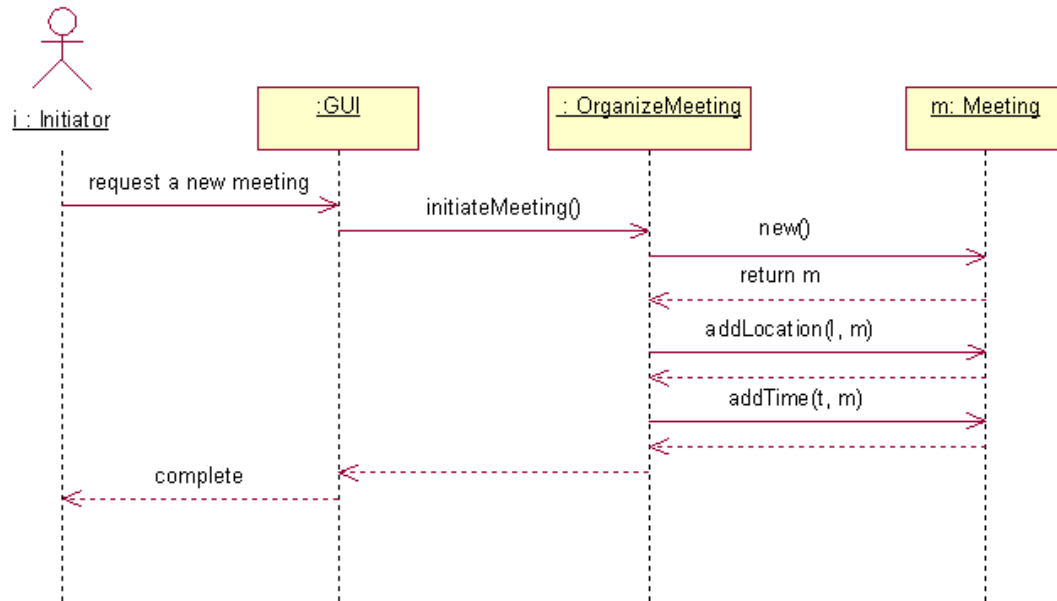 i : Initiator
:GUI
: OrganizeMeeting
m: Meeting
request a new meeting
initiateMeeting()
new()
return m
addLocation(l, m)
addTime(t, m)
complete